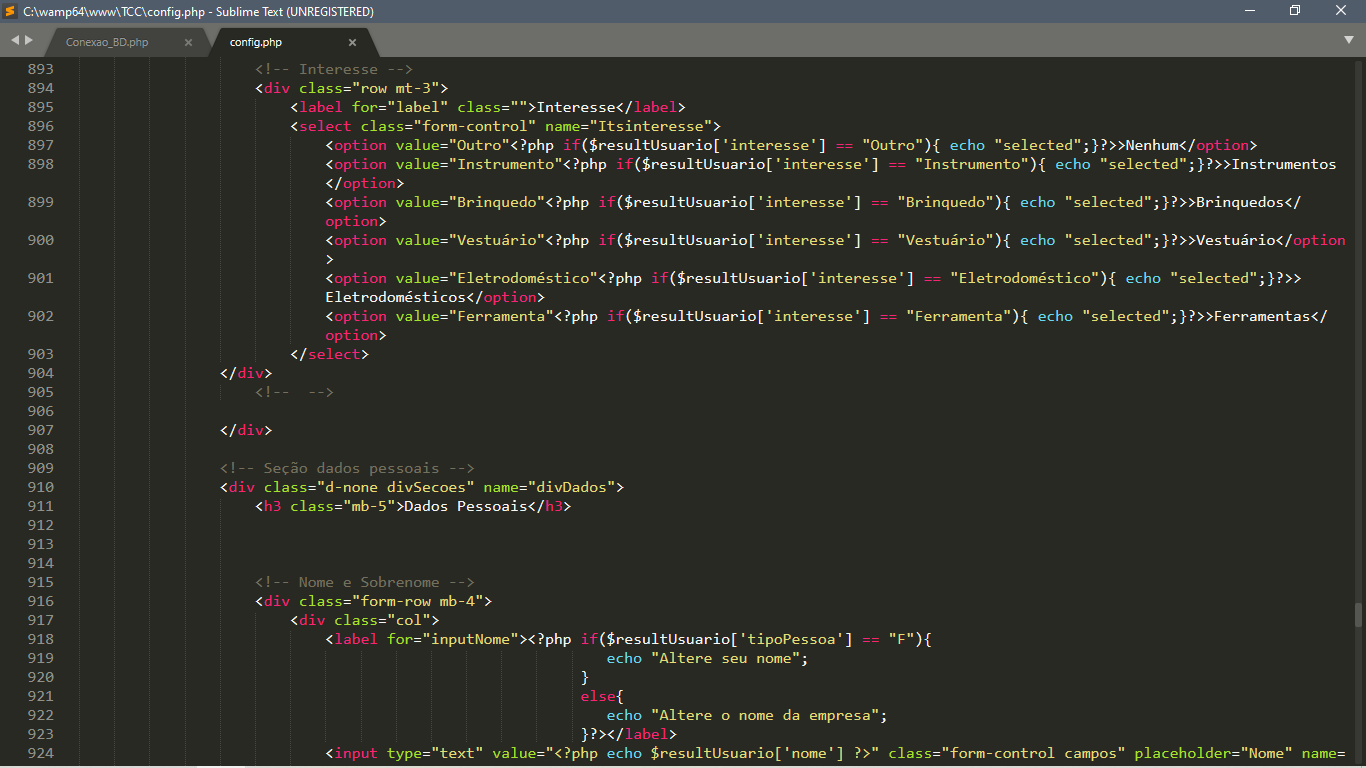 C:\wamp64\www\TCC\config.php - Sublime Text (UNREGISTERED)
Conexao_BD.php × config.php ×
893 <!-- Interesse -->
894 <div class="row mt-3">
895 <label for="label" class="">Interesse</label>
896 <select class="form-control" name="Itsinteresse">
897 <option value="Outro"<?php if($resultUsuario['interesse'] == "Outro"){ echo "selected";}?>>Nenhum</option>
898 <option value="Instrumento"<?php if($resultUsuario['interesse'] == "Instrumento"){ echo "selected";}?>>Instrumentos
</option>
899 <option value="Brinquedo"<?php if($resultUsuario['interesse'] == "Brinquedo"){ echo "selected";}?>>Brinquedos</
option>
900 <option value="Vestuário"<?php if($resultUsuario['interesse'] == "Vestuário"){ echo "selected";}?>>Vestuário</option
>
901 <option value="Eletrodoméstico"<?php if($resultUsuario['interesse'] == "Eletrodoméstico"){ echo "selected";}?>>
Eletrodomésticos</option>
902 <option value="Ferramenta"<?php if($resultUsuario['interesse'] == "Ferramenta"){ echo "selected";}?>>Ferramentas</
option>
903 </select>
904 </div>
905 <!--  -->
906
907 </div>
908
909 <!-- Seção dados pessoais -->
910 <div class="d-none divSecoes" name="divDados">
911 <h3 class="mb-5">Dados Pessoais</h3>
912
913
914
915 <!-- Nome e Sobrenome -->
916 <div class="form-row mb-4">
917 <div class="col">
918 <label for="inputNome"><?php if($resultUsuario['tipoPessoa'] == "F"){
919 echo "Altere seu nome";
920 }
921 else{
922 echo "Altere o nome da empresa";
923 }?></label>
924 <input type="text" value="<?php echo $resultUsuario['nome'] ?>" class="form-control campos" placeholder="Nome" name=